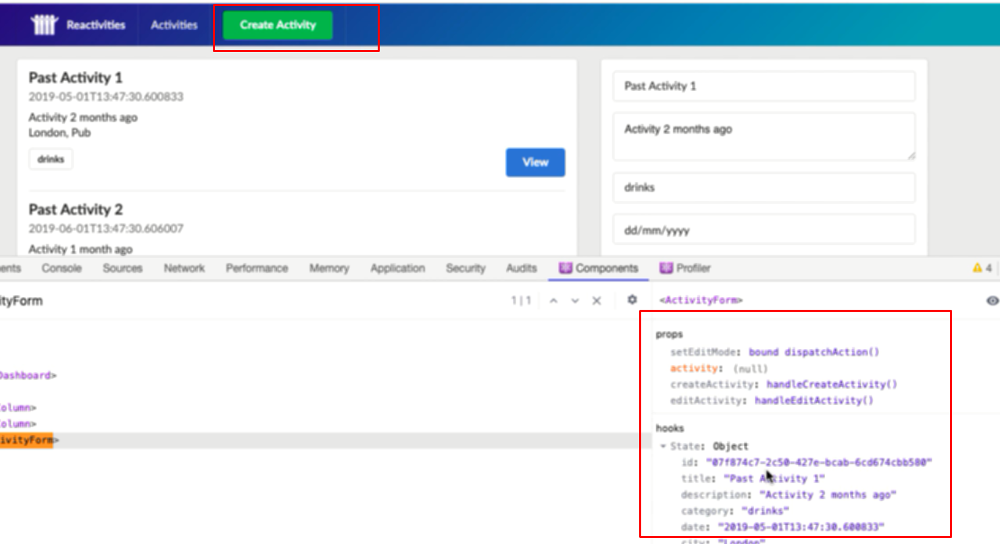 Reactivities Activities Create Activity
Past Activity 1
2019-05-01T13:47:30.600833
Activity 2 months ago
London, Pub
drinks
View
Past Activity 2
2019-06-01T13:47:30.606007
Activity 1 month ago
Past Activity 1
Activity 2 months ago
drinks
dd/mm/yyyy
ents Console Sources Network Performance Memory Application Security Audits Components Profiler 4
ityForm 1|1
Dashboard>
Column>
Column>
ivityForm>
<ActivityForm>
props
setEditMode: bound dispatchAction()
activity: (null)
createActivity: handleCreateActivity()
editActivity: handleEditActivity()
hooks
State: Object
id: "07f874c7-2c50-427e-bcab-6cd674cbb580"
title: "Past Activity 1"
description: "Activity 2 months ago"
category: "drinks"
date: "2019-05-01T13:47:30.600833"
city: "London"